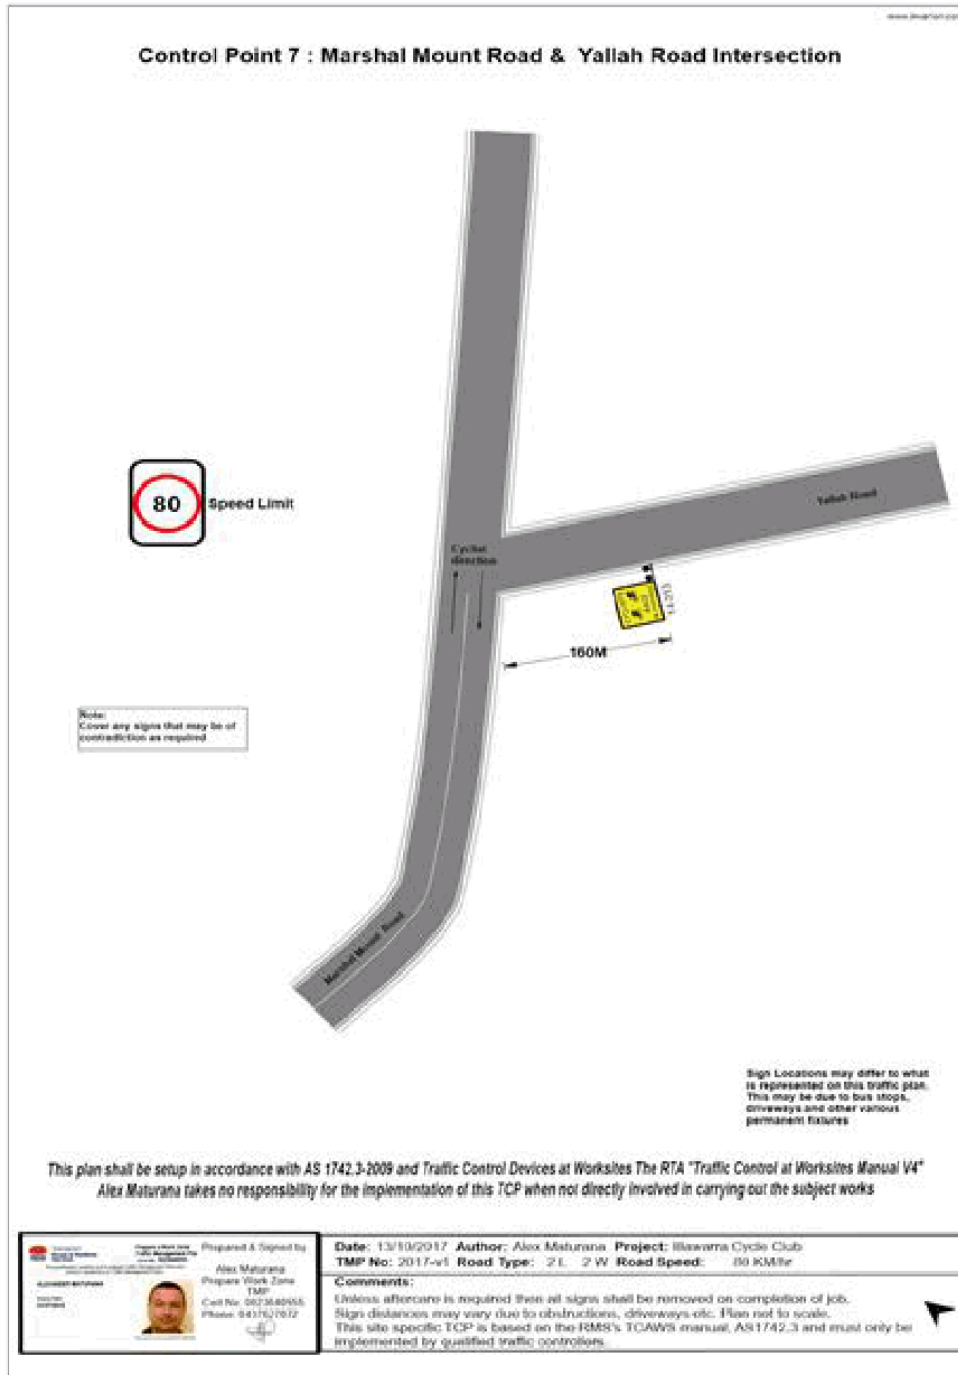 Control Point 7 : Marshal Mount Road & Yallah Road Intersection
80
Speed Limit
Yallah Road
Cyclist
direction
160M
Note:
Cover any signs that may be of
contradiction as required
Marshal Mount Road
Sign Locations may differ to what
is represented on this traffic plan.
This may be due to bus stops,
driveways and other various
permanent fixtures
This plan shall be setup in accordance with AS 1742.3-2009 and Traffic Control Devices at Worksites The RTA "Traffic Control at Worksites Manual V4"
Alex Maturana takes no responsibility for the implementation of this TCP when not directly involved in carrying out the subject works
Prepared & Signed by
Alex Maturana
Prepare Work Zone
TMP
Phone:
Date: 13/10/2017 Author: Alex Maturana Project: Illawarra Cycle Club
TMP No: 2017-v1 Road Type: 2 L 2 W Road Speed: 80 KM/hr
Comments:
Unless aftercare is required then all signs shall be removed on completion of job.
Sign distances may vary due to obstructions, driveways etc. Plan not to scale.
This site specific TCP is based on the RMS's TCAWS manual, AS1742.3 and must only be
implemented by qualified traffic controllers.